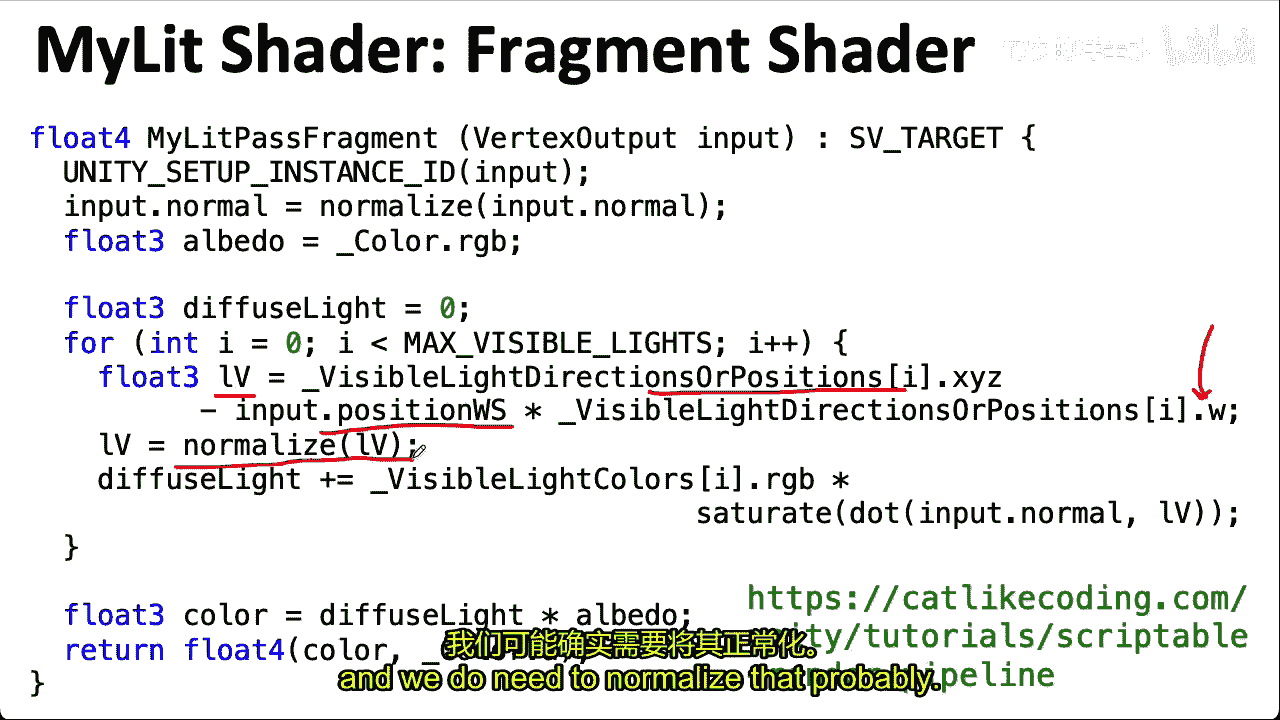 MyLit Shader: Fragment Shader
float4 MyLitPassFragment (VertexOutput input) : SV_TARGET {
UNITY_SETUP_INSTANCE_ID(input);
input.normal = normalize(input.normal);
float3 albedo = _Color.rgb;
float3 diffuseLight = 0;
for (int i = 0; i < MAX_VISIBLE_LIGHTS; i++) {
float3 lV = _VisibleLightDirectionsOrPositions[i].xyz
- input.positionWS * _VisibleLightDirectionsOrPositions[i].w;
lV = normalize(lV);
diffuseLight += _VisibleLightColors[i].rgb *
saturate(dot(input.normal, lV));
}
float3 color = diffuseLight * albedo;
return float4(color,
}
https://catlikecoding.com/
/tutorials/scriptable
pipeline
我们可能确实需要将其正常化。
and we do need to normalize that probably.